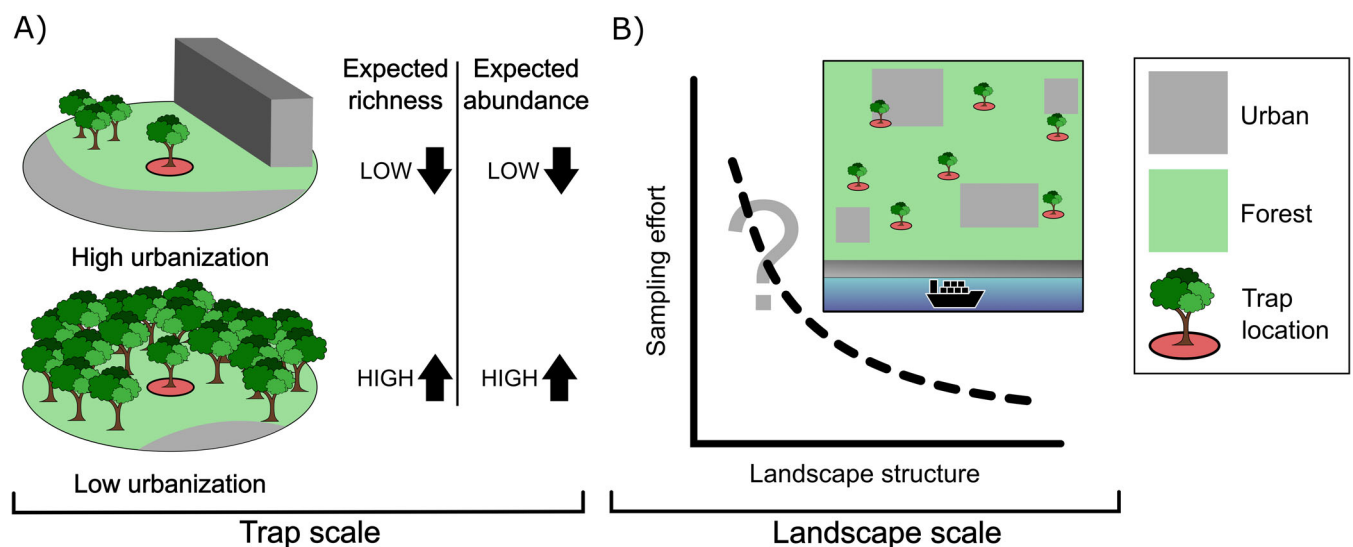 A)
Expected
richness
Expected
abundance
LOW
LOW
High urbanization
HIGH
HIGH
Low urbanization
Trap scale
B)
Sampling effort
?
Landscape structure
Landscape scale
Urban
Forest
Trap
location